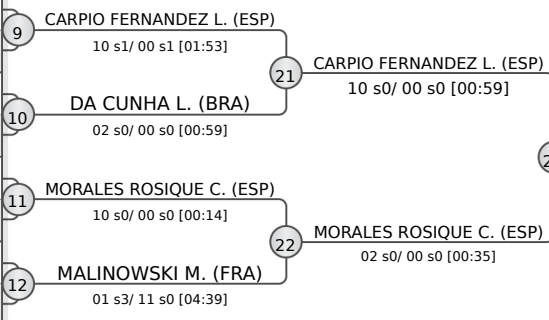 9
CARPIO FERNANDEZ L. (ESP)
10 s1/ 00 s1 [01:53]
21
CARPIO FERNANDEZ L. (ESP)
10 s0/ 00 s0 [00:59]
10
DA CUNHA L. (BRA)
02 s0/ 00 s0 [00:59]
11
MORALES ROSIQUE C. (ESP)
10 s0/ 00 s0 [00:14]
22
MORALES ROSIQUE C. (ESP)
02 s0/ 00 s0 [00:35]
12
MALINOWSKI M. (FRA)
01 s3/ 11 s0 [04:39]